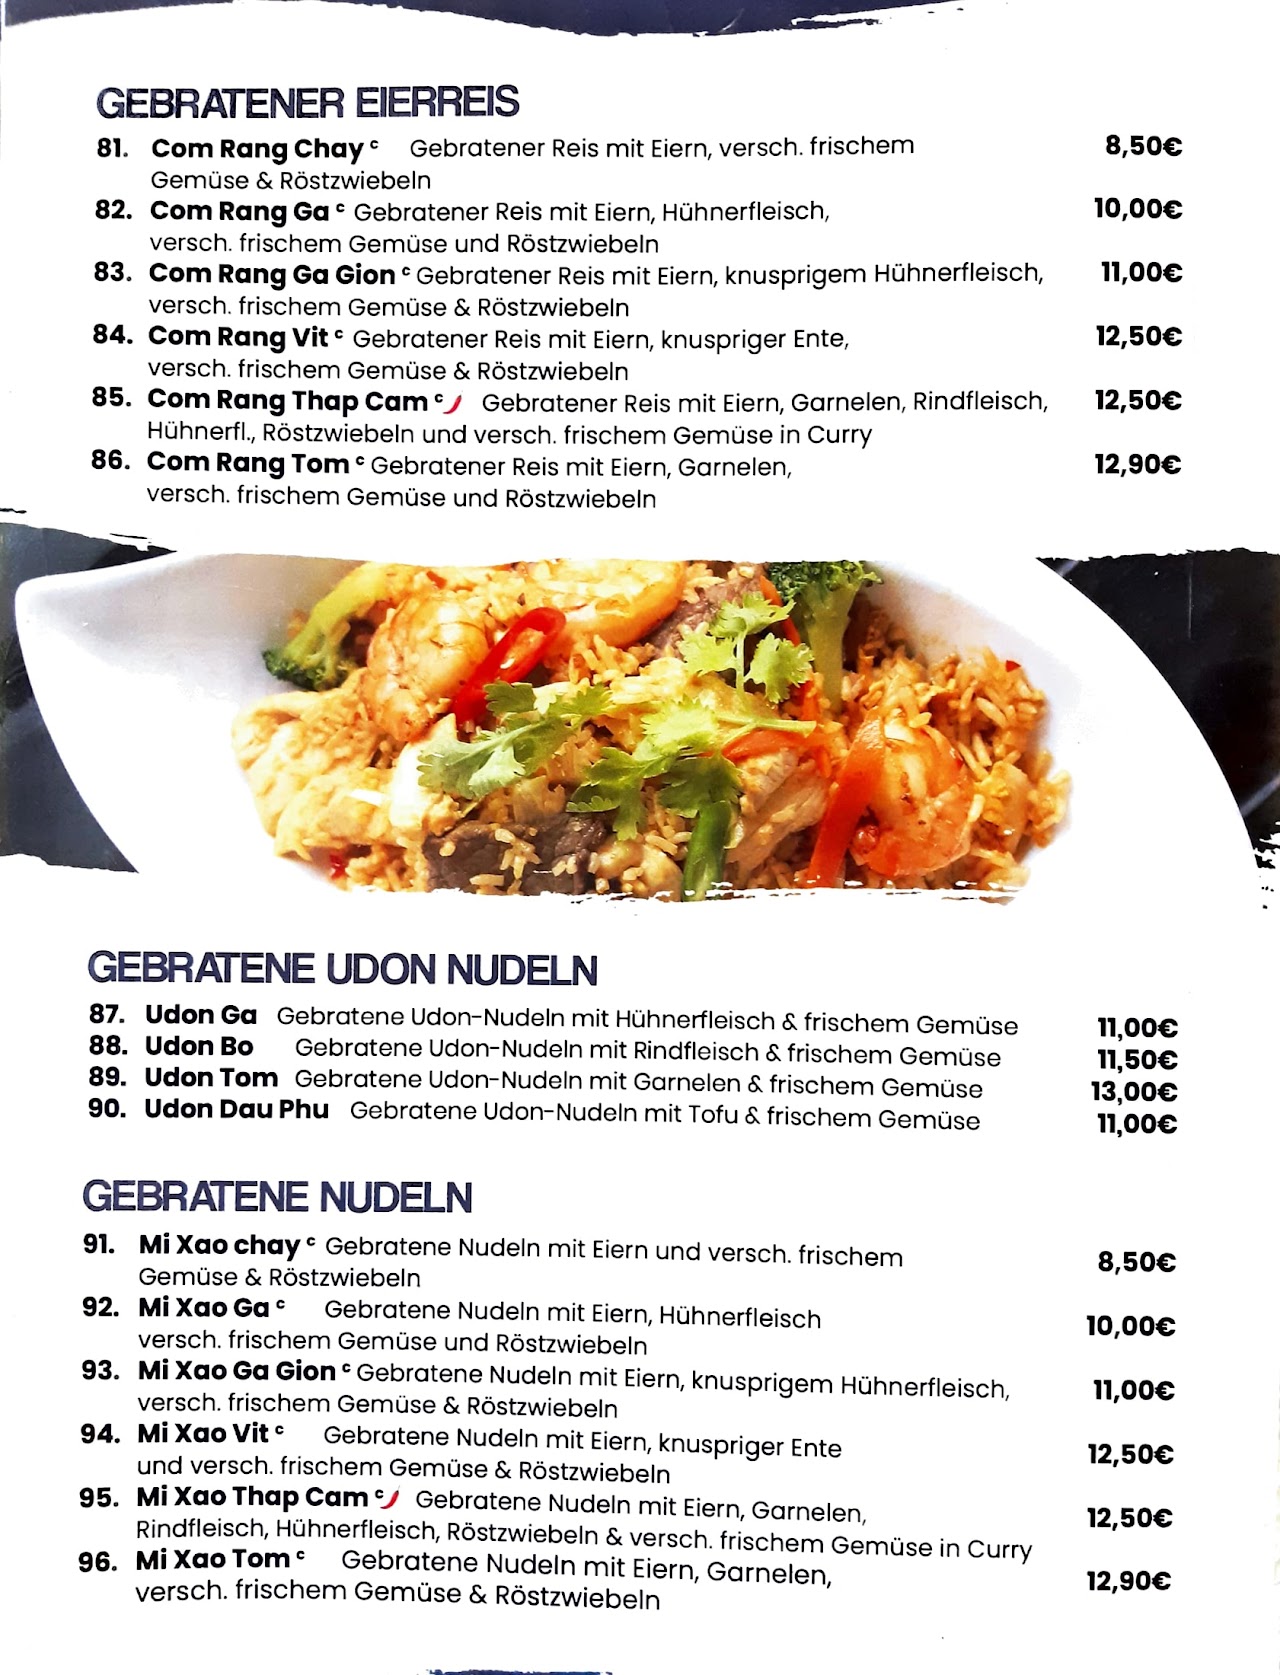 GEBRATENER EIERREIS
81. Com Rang Chay ᶜ Gebratener Reis mit Eiern, versch. frischem 8,50€
Gemüse & Röstzwiebeln
82. Com Rang Ga ᶜ Gebratener Reis mit Eiern, Hühnerfleisch, 10,00€
versch. frischem Gemüse und Röstzwiebeln
83. Com Rang Ga Gion ᶜ Gebratener Reis mit Eiern, knusprigem Hühnerfleisch, 11,00€
versch. frischem Gemüse & Röstzwiebeln
84. Com Rang Vit ᶜ Gebratener Reis mit Eiern, knuspriger Ente, 12,50€
versch. frischem Gemüse & Röstzwiebeln
85. Com Rang Thap Cam ᶜ Gebratener Reis mit Eiern, Garnelen, Rindfleisch, 12,50€
Hühnerfl., Röstzwiebeln und versch. frischem Gemüse in Curry
86. Com Rang Tom ᶜ Gebratener Reis mit Eiern, Garnelen, 12,90€
versch. frischem Gemüse und Röstzwiebeln
GEBRATENE UDON NUDELN
87. Udon Ga Gebratene Udon-Nudeln mit Hühnerfleisch & frischem Gemüse 11,00€
88. Udon Bo Gebratene Udon-Nudeln mit Rindfleisch & frischem Gemüse 11,50€
89. Udon Tom Gebratene Udon-Nudeln mit Garnelen & frischem Gemüse 13,00€
90. Udon Dau Phu Gebratene Udon-Nudeln mit Tofu & frischem Gemüse 11,00€
GEBRATENE NUDELN
91. Mi Xao chay ᶜ Gebratene Nudeln mit Eiern und versch. frischem 8,50€
Gemüse & Röstzwiebeln
92. Mi Xao Ga ᶜ Gebratene Nudeln mit Eiern, Hühnerfleisch 10,00€
versch. frischem Gemüse und Röstzwiebeln
93. Mi Xao Ga Gion ᶜ Gebratene Nudeln mit Eiern, knusprigem Hühnerfleisch, 11,00€
versch. frischem Gemüse & Röstzwiebeln
94. Mi Xao Vit ᶜ Gebratene Nudeln mit Eiern, knuspriger Ente 12,50€
und versch. frischem Gemüse & Röstzwiebeln
95. Mi Xao Thap Cam ᶜ Gebratene Nudeln mit Eiern, Garnelen, 12,50€
Rindfleisch, Hühnerfleisch, Röstzwiebeln & versch. frischem Gemüse in Curry
96. Mi Xao Tom ᶜ Gebratene Nudeln mit Eiern, Garnelen, 12,90€
versch. frischem Gemüse & Röstzwiebeln